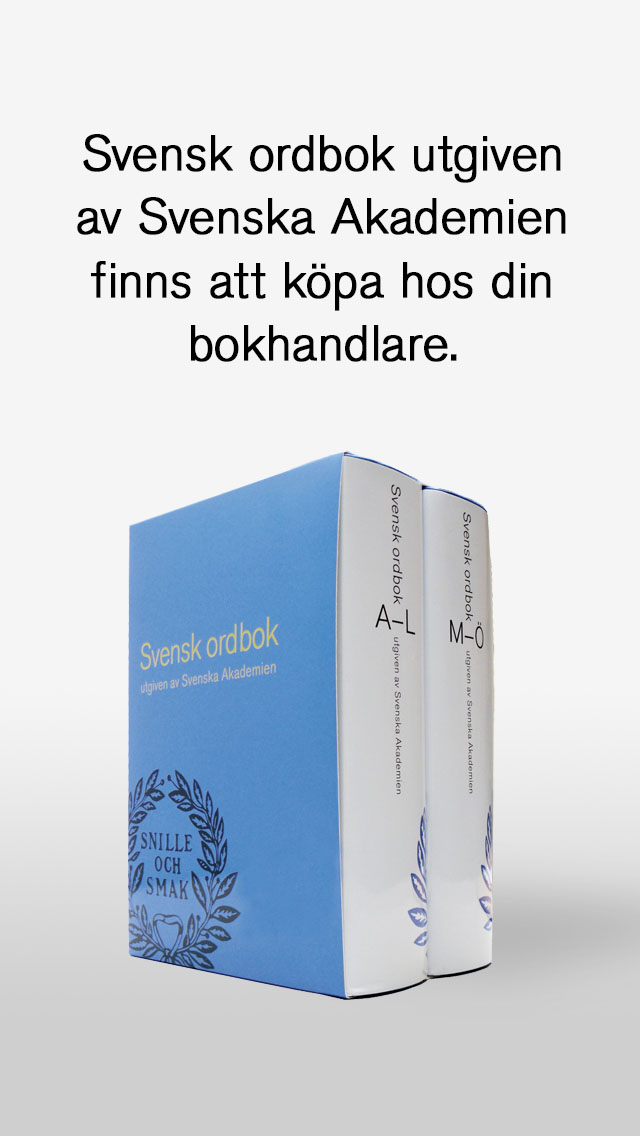 Svensk ordbok utgiven
av Svenska Akademien
finns att köpa hos din
bokhandlare.
Svensk ordbok
utgiven av Svenska Akademien
SNILLE
OCH
SMAK
Svensk ordbok
A–L
utgiven av Svenska Akademien
Svensk ordbok
M–Ö
utgiven av Svenska Akademien